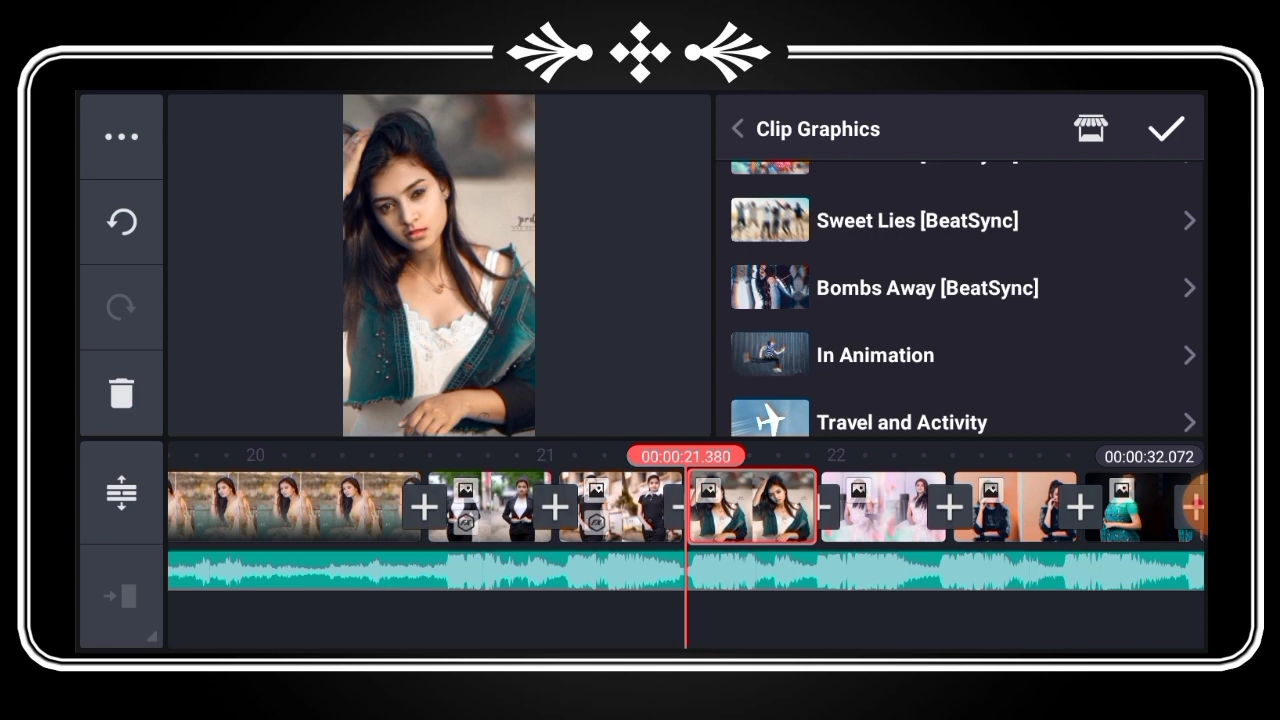 Clip Graphics
Sweet Lies [BeatSync]
Bombs Away [BeatSync]
In Animation
Travel and Activity
20
21
00:00:21.380
22
00:00:32.072